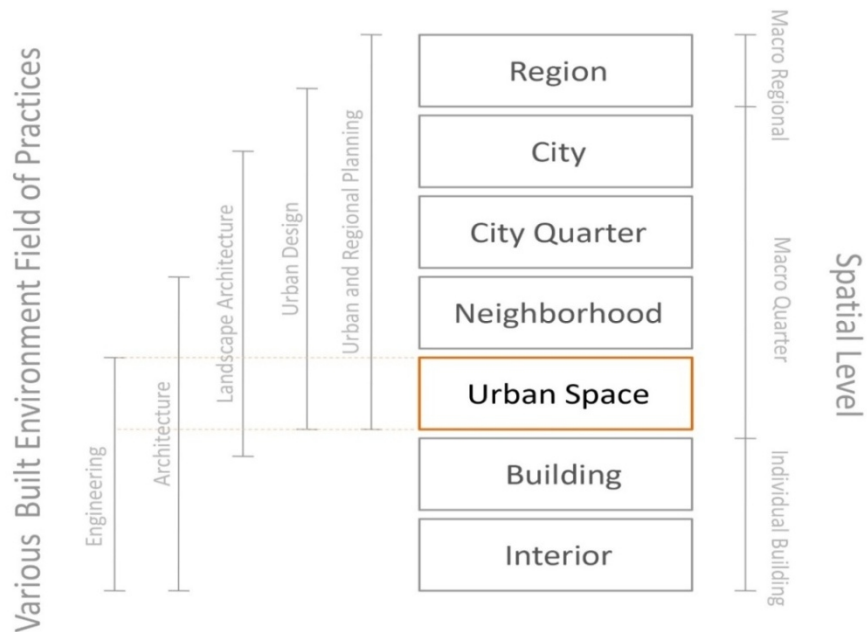 Various Built Environment Field of Practices
Engineering
Architecture
Landscape Architecture
Urban Design
Urban and Regional Planning
Region
City
City Quarter
Neighborhood
Urban Space
Building
Interior
Macro Regional
Macro Quarter
Individual Building
Spatial Level